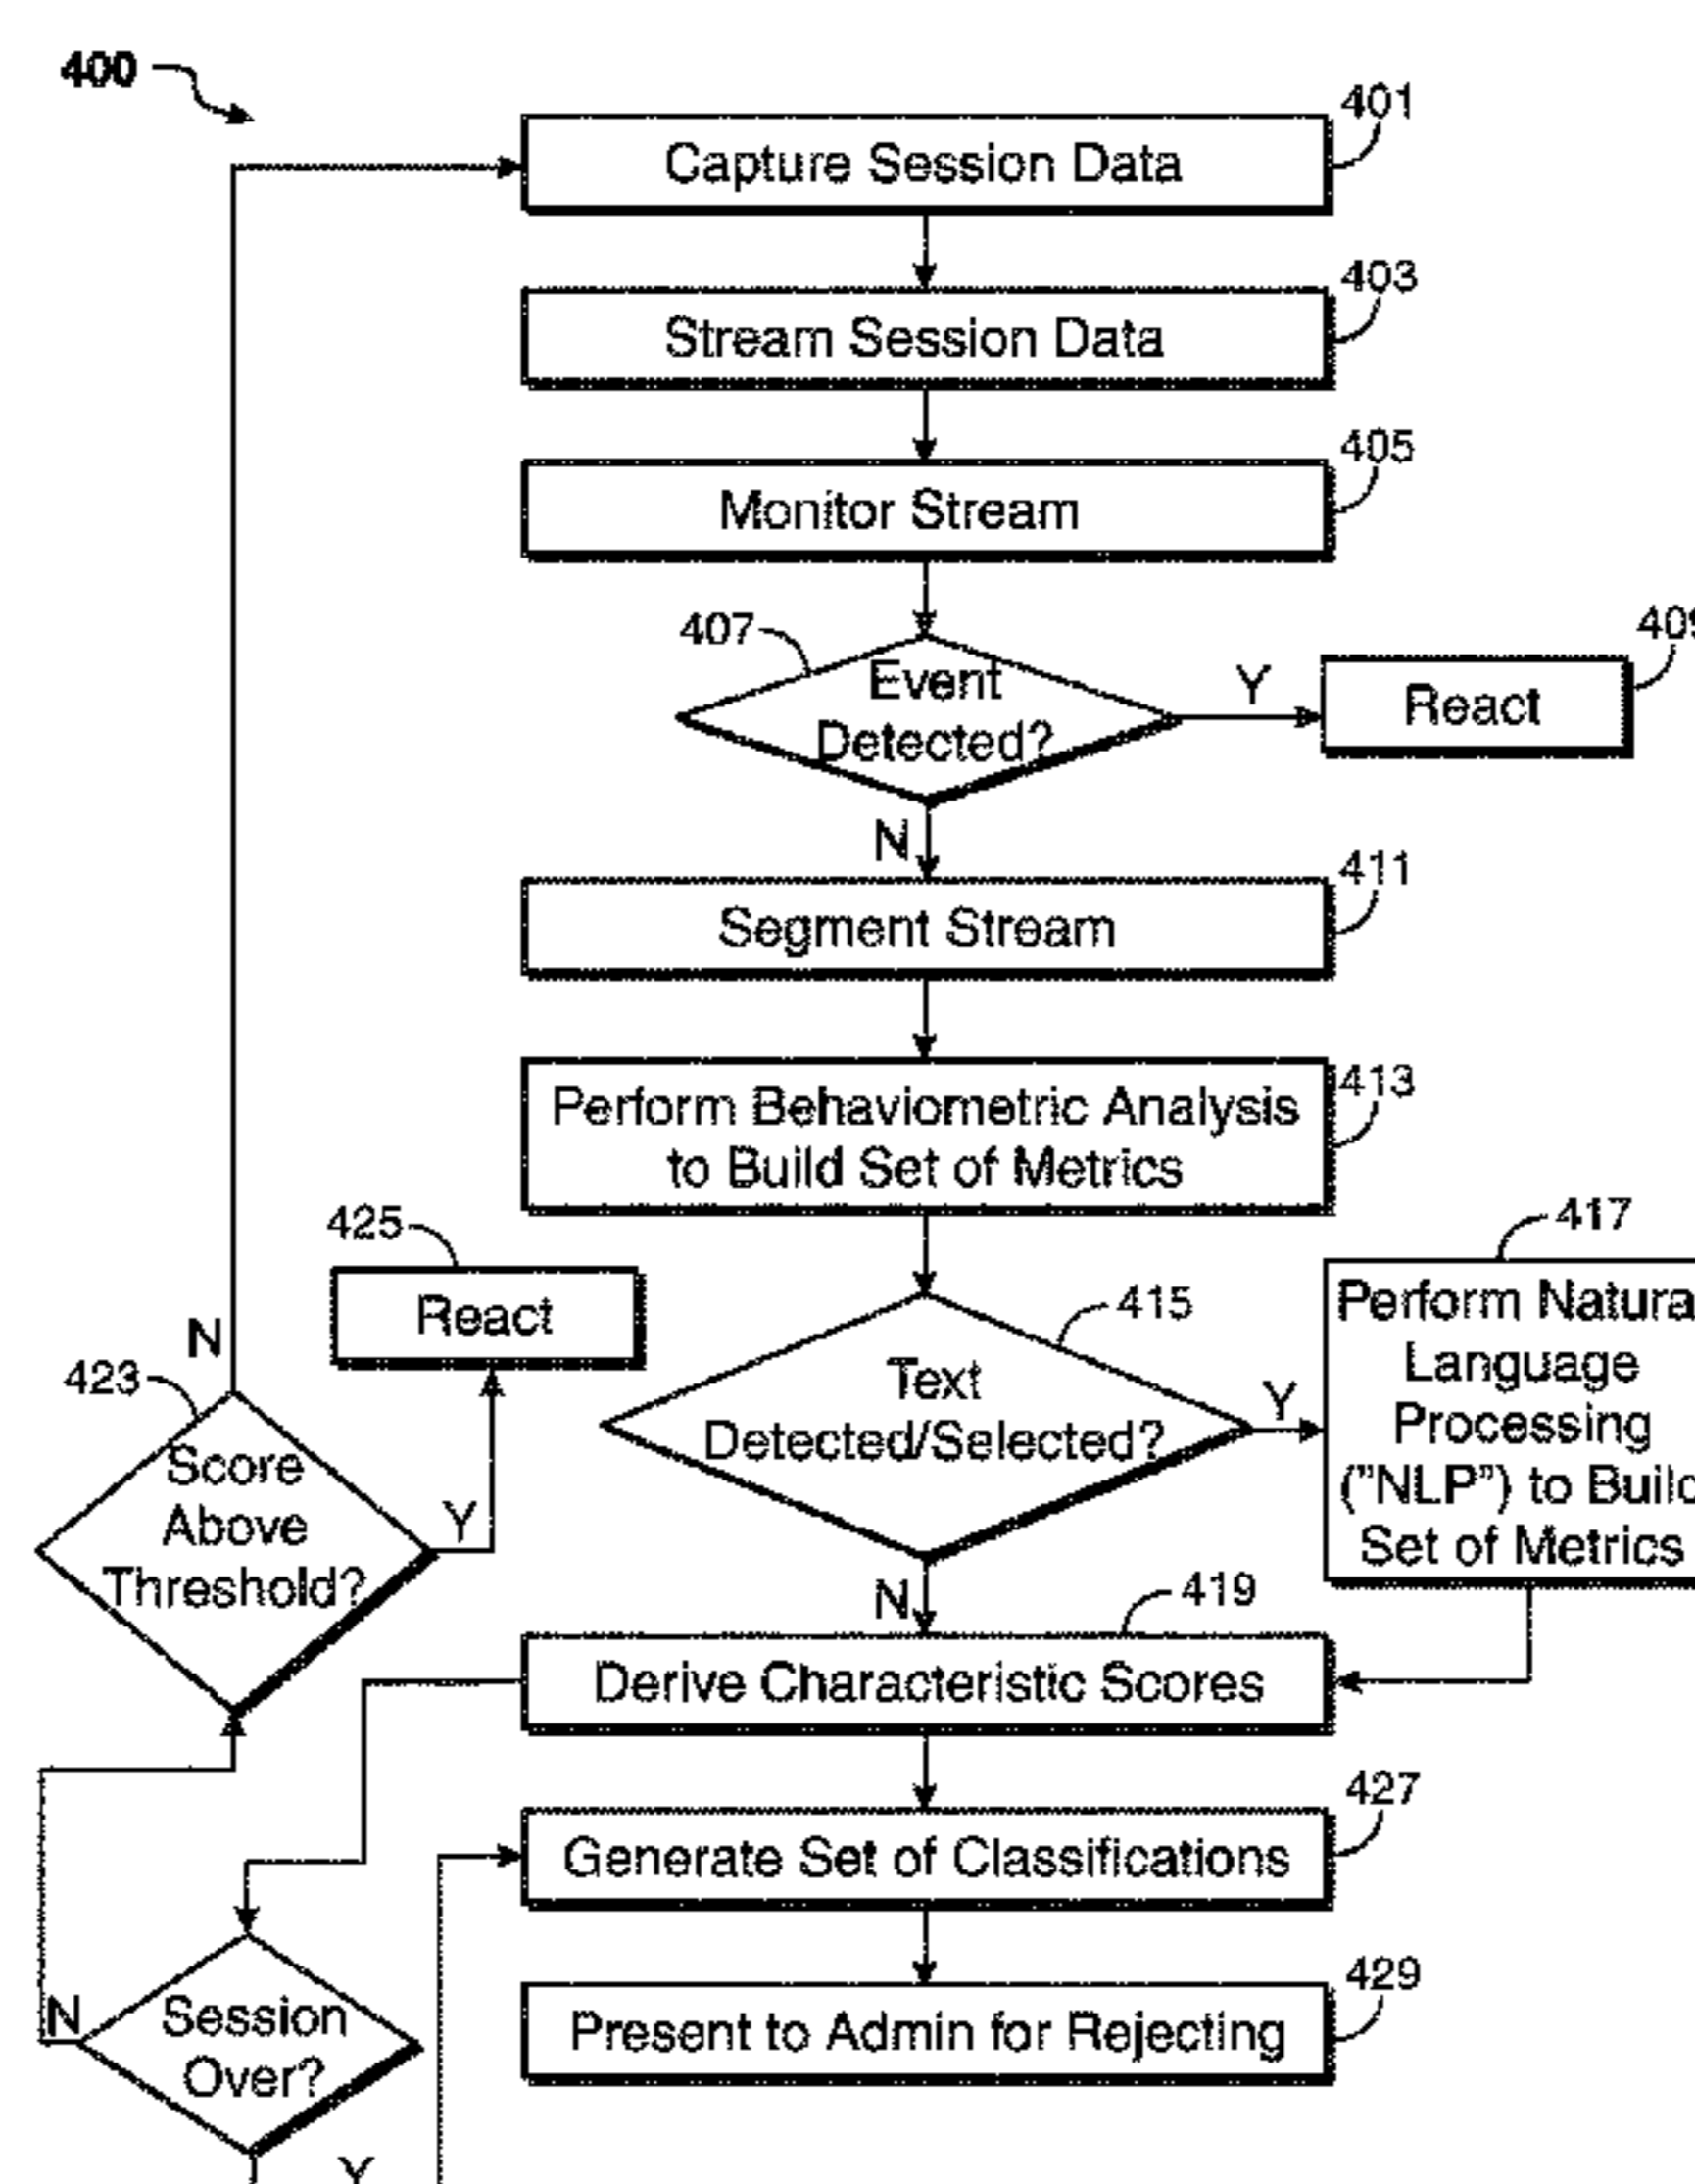 400
401
Capture Session Data
403
Stream Session Data
405
Monitor Stream
407
Event
Detected?
Y
409
React
N
411
Segment Stream
413
Perform Behaviometric Analysis
to Build Set of Metrics
425
React
417
Perform Natura
Language
Processing
("NLP") to Build
Set of Metrics
415
Text
Detected/Selected?
Y
N
423
Score
Above
Threshold?
Y
N
419
Derive Characteristic Scores
427
Generate Set of Classifications
429
Present to Admin for Rejecting
N
Session
Over?
Y